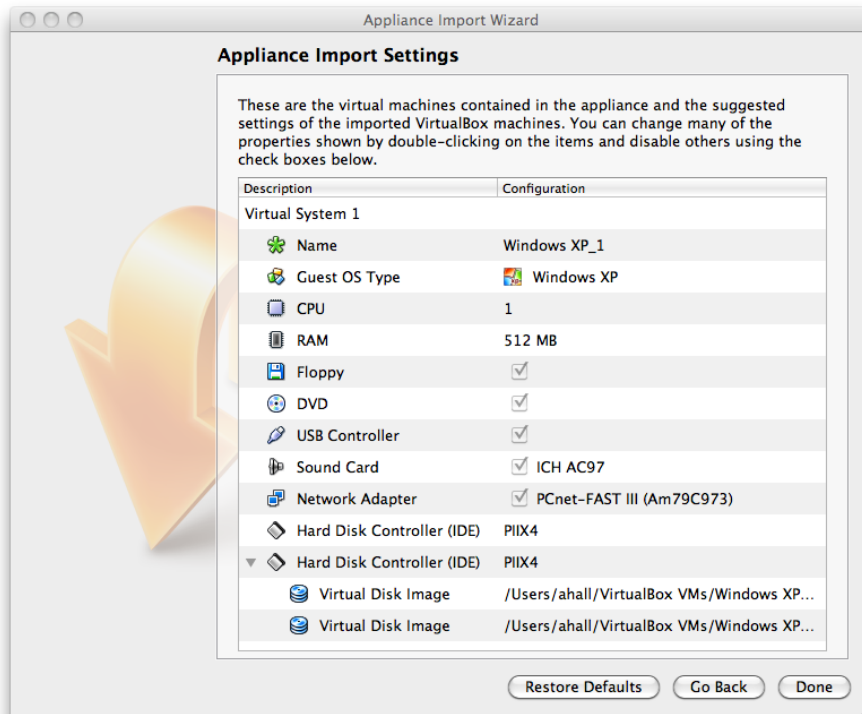 Appliance Import Wizard
Appliance Import Settings
These are the virtual machines contained in the appliance and the suggested
settings of the imported VirtualBox machines. You can change many of the
properties shown by double-clicking on the items and disable others using the
check boxes below.
Description Configuration
Virtual System 1
Name Windows XP_1
Guest OS Type Windows XP
CPU 1
RAM 512 MB
Floppy
DVD
USB Controller
Sound Card ICH AC97
Network Adapter PCnet-FAST III (Am79C973)
Hard Disk Controller (IDE) PIIX4
Hard Disk Controller (IDE) PIIX4
Virtual Disk Image /Users/ahall/VirtualBox VMs/Windows XP...
Virtual Disk Image /Users/ahall/VirtualBox VMs/Windows XP...
Restore Defaults Go Back Done